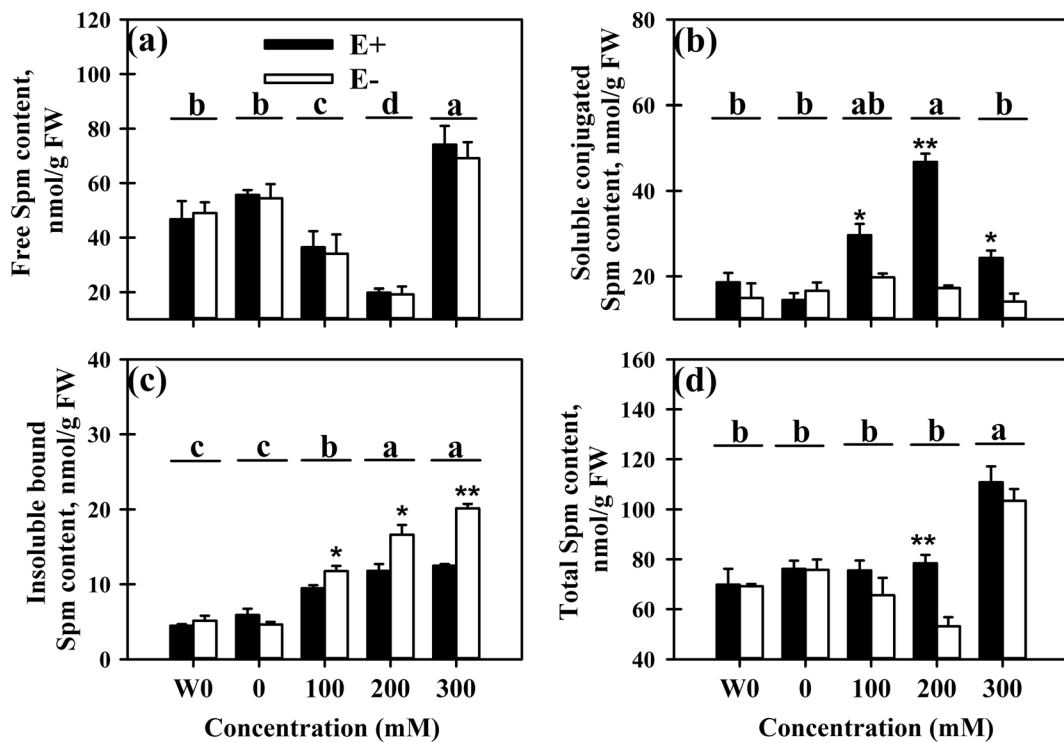 (a)
E+
E-
Free Spm content,
nmol/g FW
120
100
80
60
40
20
b b c d a
(b)
Soluble conjugated
Spm content, nmol/g FW
80
60
40
20
b b ab a b
* ** *
(c)
Insoluble bound
Spm content, nmol/g FW
40
30
20
10
0
c c b a a
* * **
W0 0 100 200 300
Concentration (mM)
(d)
Total Spm content,
nmol/g FW
160
140
120
100
80
60
40
b b b b a
**
W0 0 100 200 300
Concentration (mM)